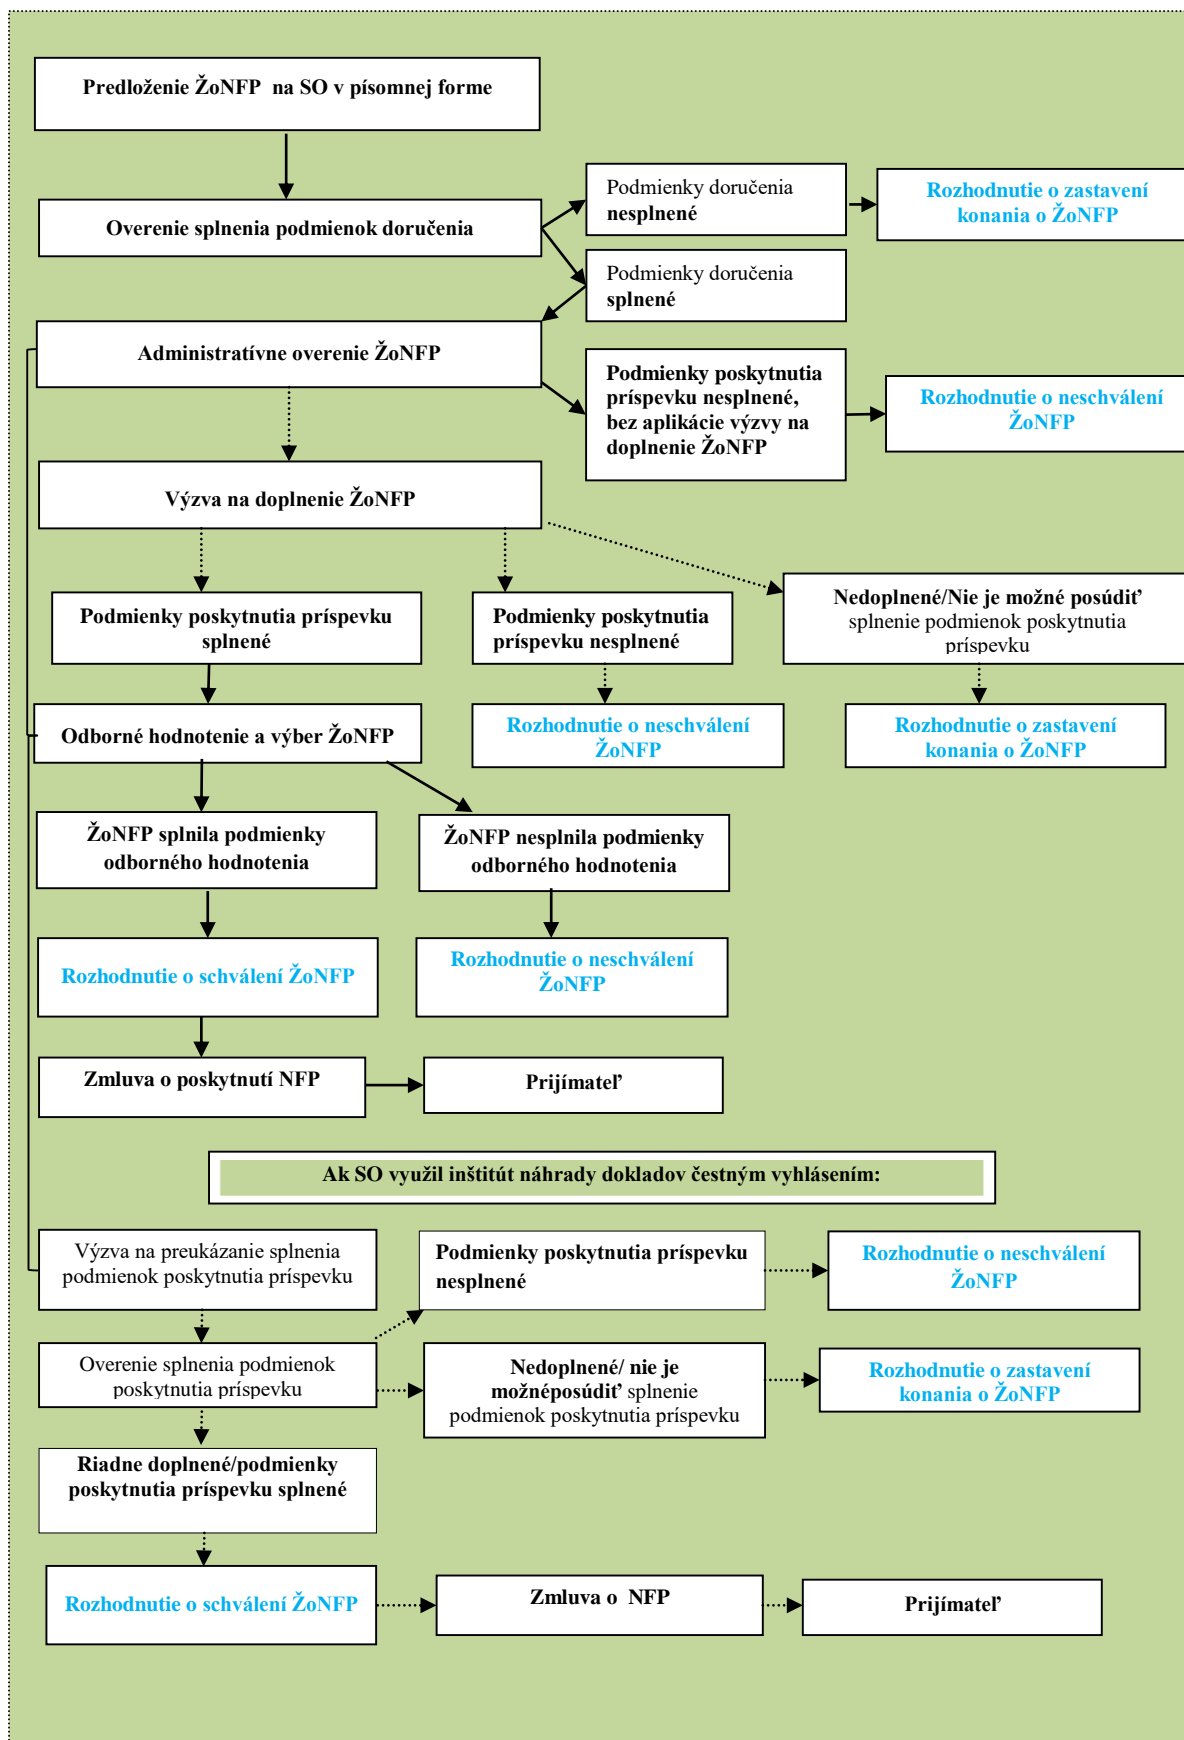 Predloženie ŽoNFP na SO v písomnej forme
Podmienky doručenia
nesplnené
Rozhodnutie o zastavení
konania o ŽoNFP
Overenie splnenia podmienok doručenia
Podmienky doručenia
splnené
Administratívne overenie ŽoNFP
Podmienky poskytnutia
príspevku nesplnené,
bez aplikácie výzvy na
doplnenie ŽoNFP
Rozhodnutie o neschválení
ŽoNFP
Výzva na doplnenie ŽoNFP
Podmienky poskytnutia príspevku
splnené
Podmienky poskytnutia
príspevku nesplnené
Nedoplnené/Nie je možné posúdiť
splnenie podmienok poskytnutia
príspevku
Odborné hodnotenie a výber ŽoNFP
Rozhodnutie o neschválení
ŽoNFP
Rozhodnutie o zastavení
konania o ŽoNFP
ŽoNFP splnila podmienky
odborného hodnotenia
ŽoNFP nesplnila podmienky
odborného hodnotenia
Rozhodnutie o schválení ŽoNFP
Rozhodnutie o neschválení
ŽoNFP
Zmluva o poskytnutí NFP
Prijímateľ
Ak SO využil inštitút náhrady dokladov čestným vyhlásením:
Výzva na preukázanie splnenia
podmienok poskytnutia príspevku
Podmienky poskytnutia príspevku
nesplnené
Rozhodnutie o neschválení
ŽoNFP
Overenie splnenia podmienok
poskytnutia príspevku
Nedoplnené/ nie je
možnéposúdiť splnenie
podmienok poskytnutia príspevku
Rozhodnutie o zastavení
konania o ŽoNFP
Riadne doplnené/podmienky
poskytnutia príspevku splnené
Rozhodnutie o schválení ŽoNFP
Zmluva o NFP
Prijímateľ